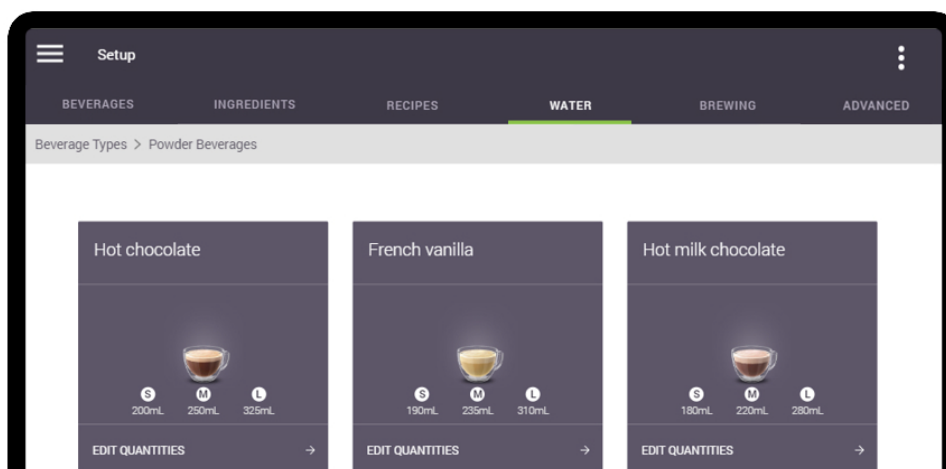 Setup
BEVERAGES INGREDIENTS RECIPES WATER BREWING ADVANCED
Beverage Types > Powder Beverages
Hot chocolate French vanilla Hot milk chocolate
S M L S M L S M L
200mL 250mL 325mL 190mL 235mL 310mL 180mL 220mL 280mL
EDIT QUANTITIES → EDIT QUANTITIES → EDIT QUANTITIES →